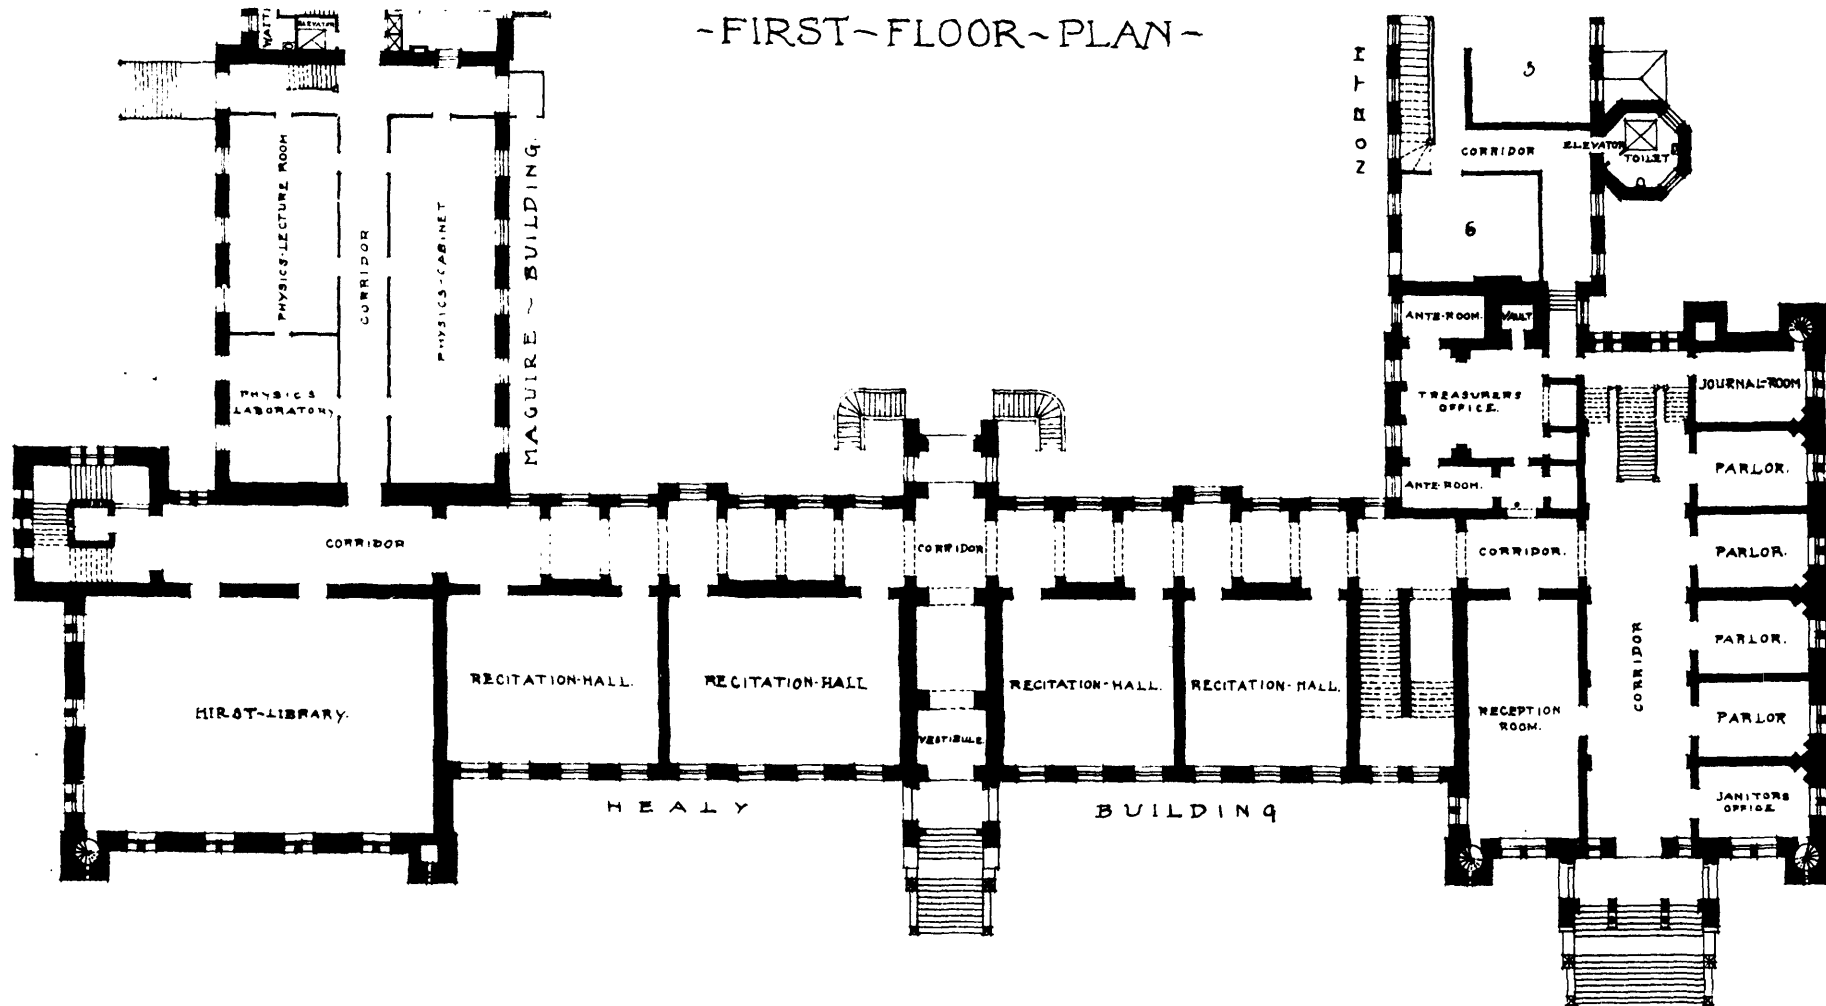 ~FIRST~FLOOR~PLAN~
ELEVATOR
5
CORRIDOR
ELEVATOR
TOILET
6
PHYSICS-LECTURE ROOM
CORRIDOR
PHYSICS-CABINET
MAGUIRE~BUILDING.
ANTE-ROOM.
VAULT
PHYSICS
LABORATORY
TREASURERS
OFFICE.
JOURNAL-ROOM
PARLOR.
ANTE-ROOM.
CORRIDOR
CORRIDOR
CORRIDOR.
PARLOR.
PARLOR.
HIRST-LIBRARY.
RECITATION-HALL.
RECITATION-HALL
RECITATION-HALL.
RECITATION-HALL.
VESTIBULE.
RECEPTION
ROOM.
CORRIDOR
PARLOR
JANITORS
OFFICE
HEALY
BUILDING